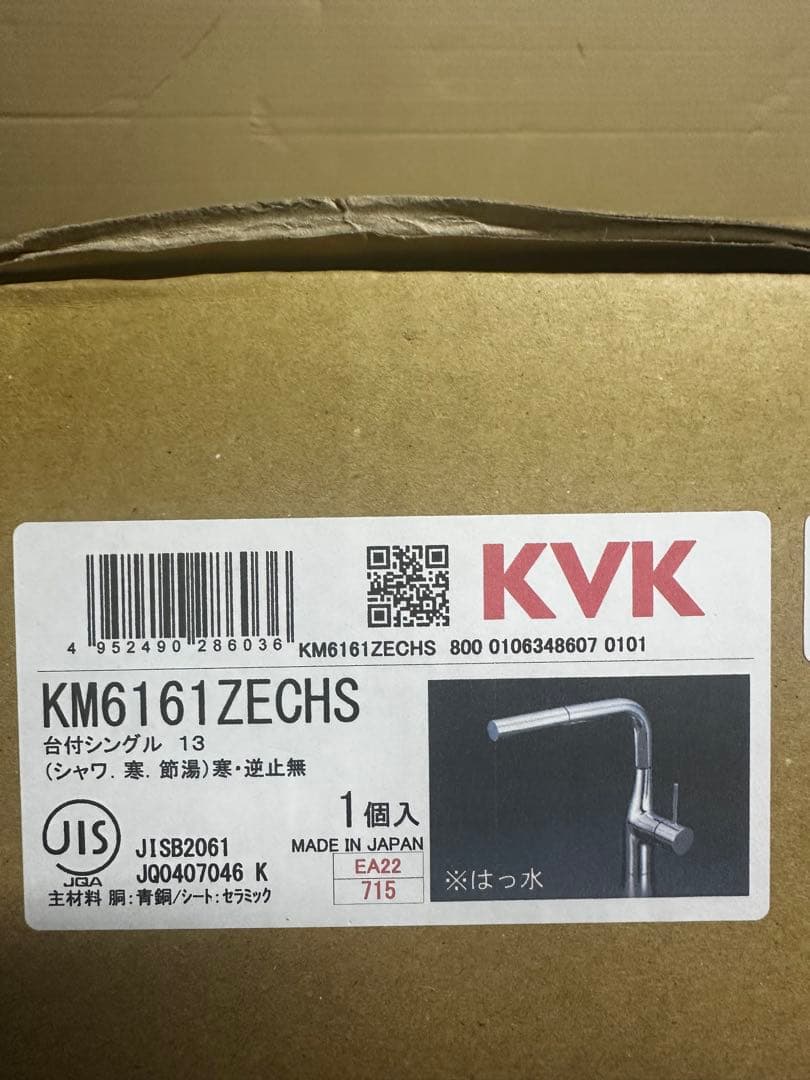 KVK
4 952490 286036
KM6161ZECHS 800 0106348607 0101
KM6161ZECHS
台付シングル 13
(シャワ.寒.節湯)寒・逆止無
1個入
MADE IN JAPAN
JIS
JQA
JISB2061
JQ0407046 K
EA22
715
主材料 胴:青銅/シート:セラミック
※はっ水